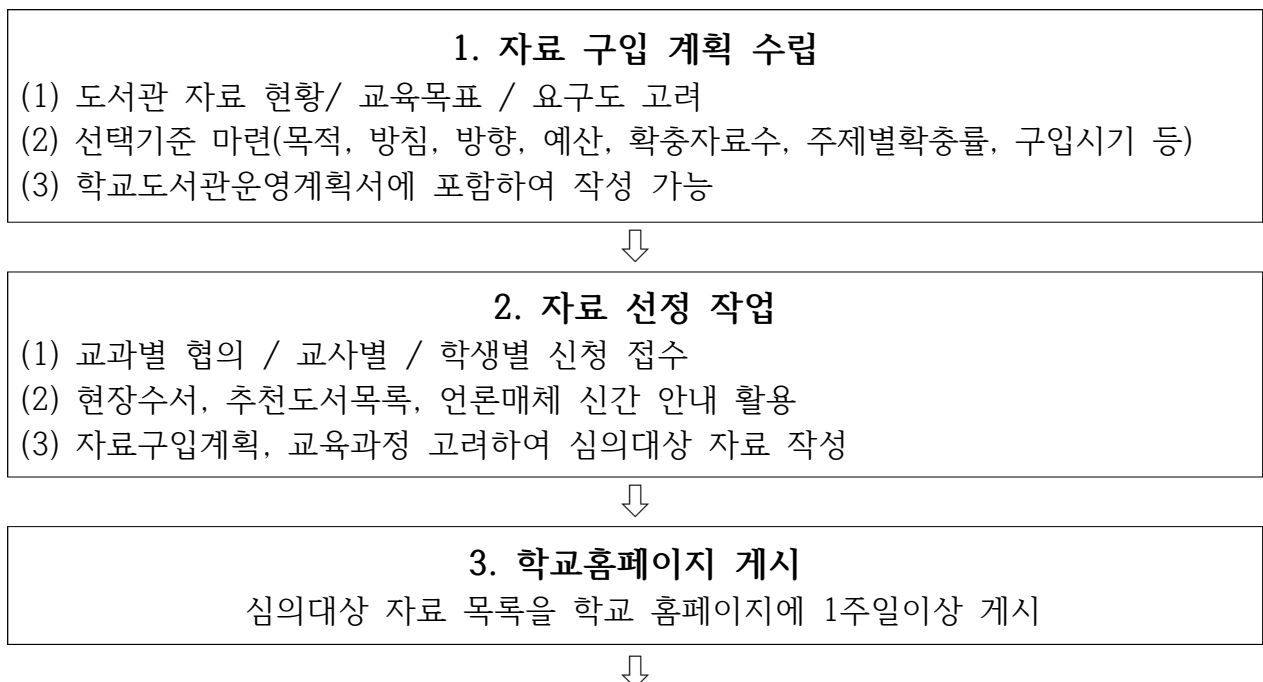 1. 자료 구입 계획 수립
(1) 도서관 자료 현황/ 교육목표 / 요구도 고려
(2) 선택기준 마련(목적, 방침, 방향, 예산, 확충자료수, 주제별확충률, 구입시기 등)
(3) 학교도서관운영계획서에 포함하여 작성 가능
⇩
2. 자료 선정 작업
(1) 교과별 협의 / 교사별 / 학생별 신청 접수
(2) 현장수서, 추천도서목록, 언론매체 신간 안내 활용
(3) 자료구입계획, 교육과정 고려하여 심의대상 자료 작성
⇩
3. 학교홈페이지 게시
심의대상 자료 목록을 학교 홈페이지에 1주일이상 게시
⇩